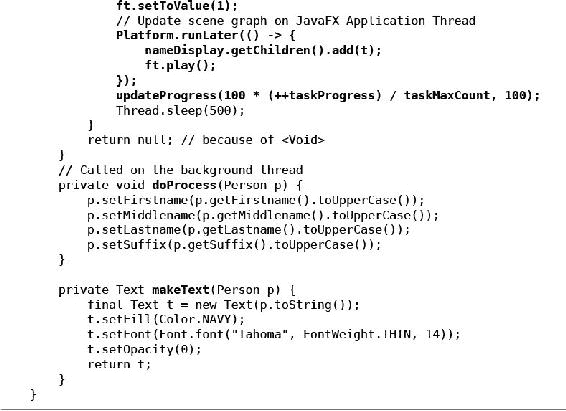 ft.setToValue(1);
// Update scene graph on JavaFX Application Thread
Platform.runLater(() -> {
nameDisplay.getChildren().add(t);
ft.play();
});
updateProgress(100 * (++taskProgress) / taskMaxCount, 100);
Thread.sleep(500);
}
return null; // because of <Void>
}
// Called on the background thread
private void doProcess(Person p) {
p.setFirstname(p.getFirstname().toUpperCase());
p.setMiddlename(p.getMiddlename().toUpperCase());
p.setLastname(p.getLastname().toUpperCase());
p.setSuffix(p.getSuffix().toUpperCase());
}
private Text makeText(Person p) {
final Text t = new Text(p.toString());
t.setFill(Color.NAVY);
t.setFont(Font.font("Tahoma", FontWeight.THIN, 14));
t.setOpacity(0);
return t;
}
}